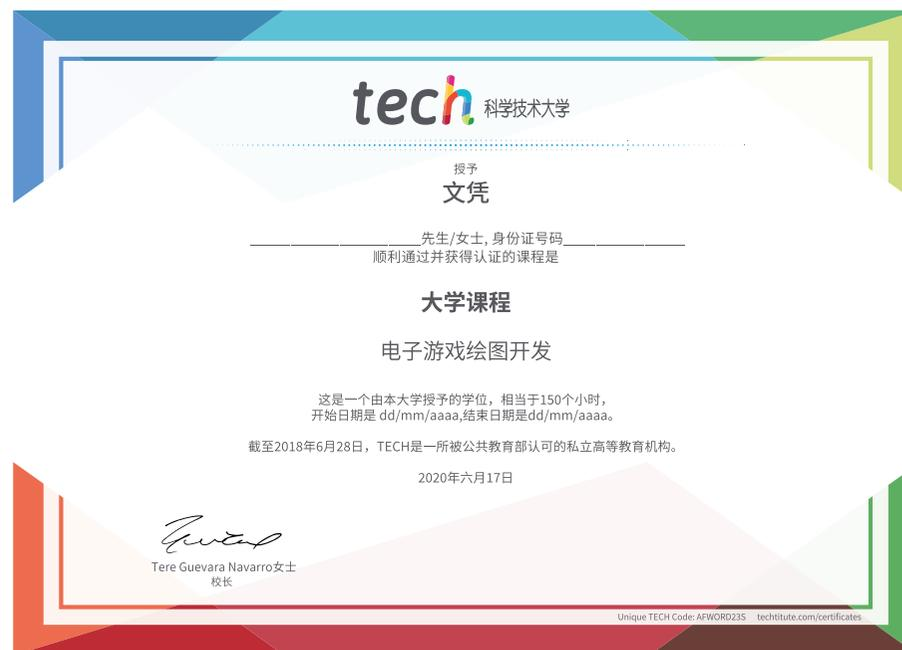 tech 科学技术大学
授予
文凭
____________________先生/女士, 身份证号码______________
顺利通过并获得认证的课程是
大学课程
电子游戏绘图开发
这是一个由本大学授予的学位，相当于150个小时，
开始日期是 dd/mm/aaaa,结束日期是dd/mm/aaaa。
截至2018年6月28日，TECH是一所被公共教育部认可的私立高等教育机构。
2020年六月17日
Tere Guevara Navarro女士
校长
Unique TECH Code: AFWORD23S techtitute.com/certificates